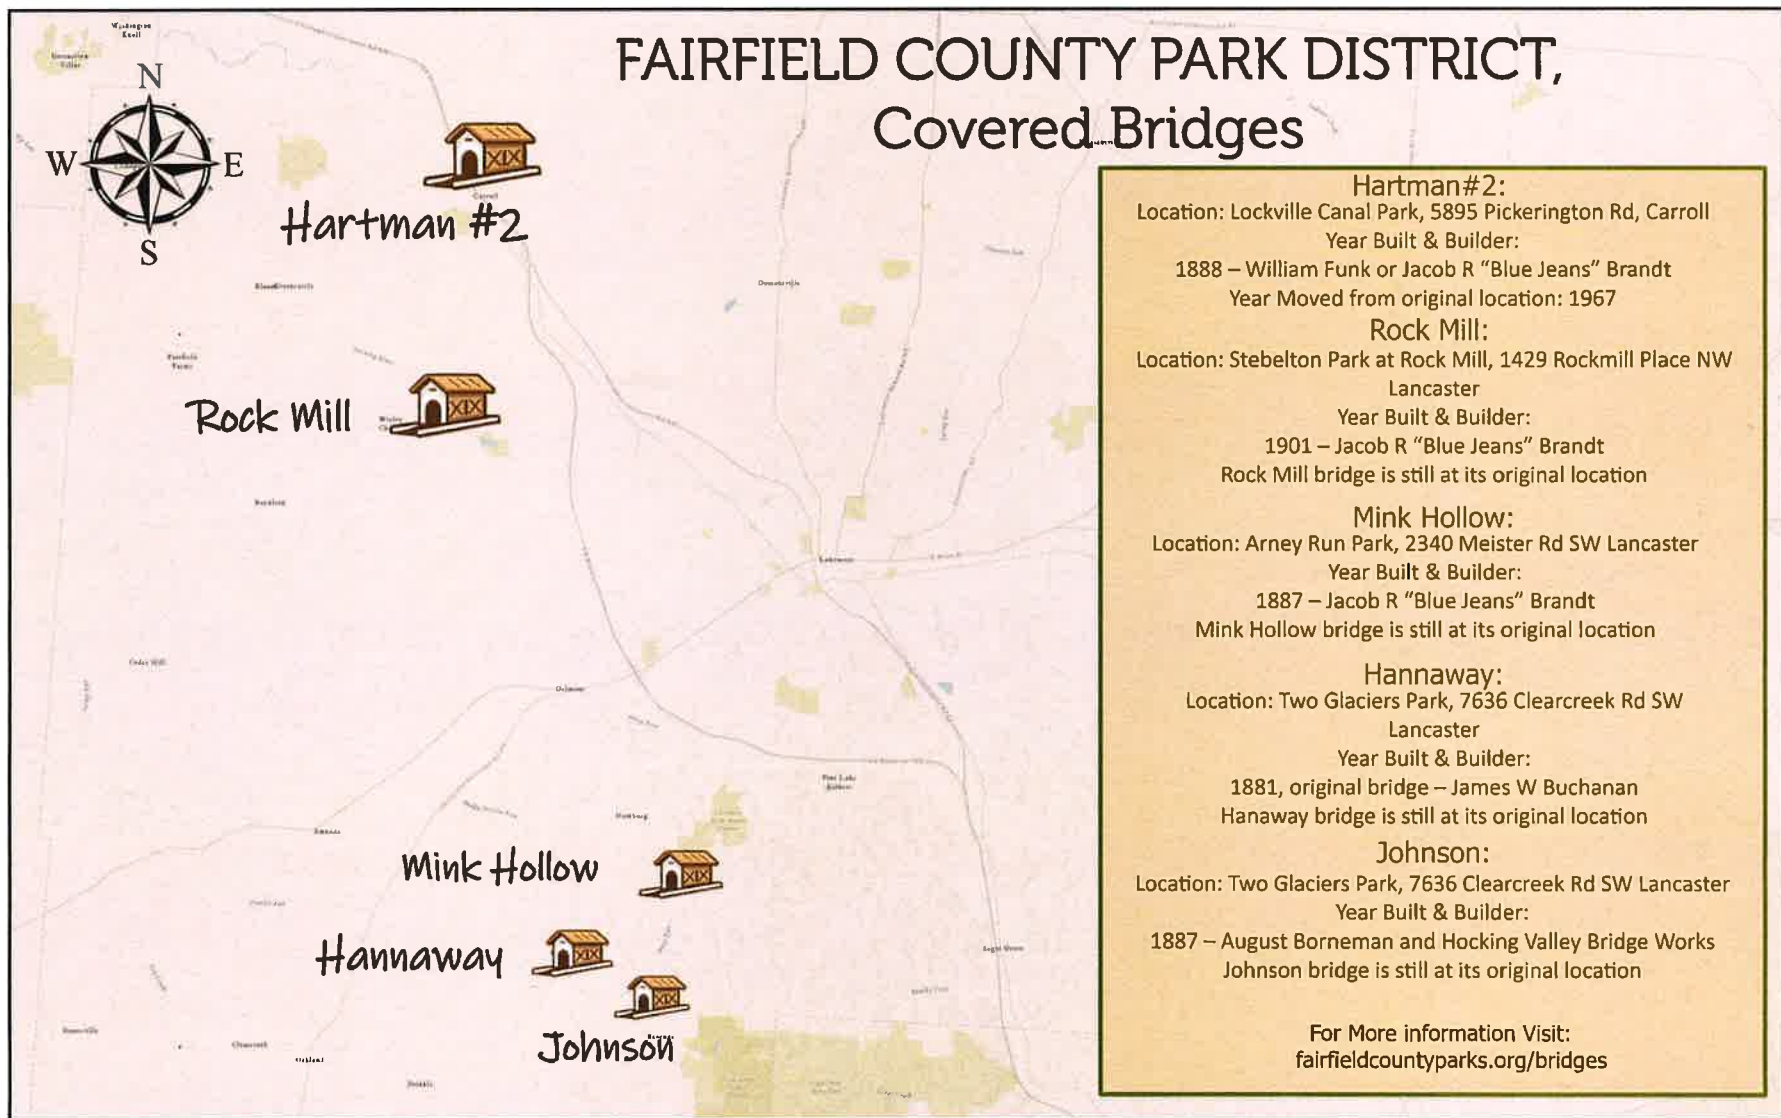 FAIRFIELD COUNTY PARK DISTRICT,
Covered Bridges
N
W
E
S
Hartman #2
Rock Mill
Mink Hollow
Hannaway
Johnson
Hartman#2:
Location: Lockville Canal Park, 5895 Pickerington Rd, Carroll
Year Built & Builder:
1888 – William Funk or Jacob R "Blue Jeans" Brandt
Year Moved from original location: 1967
Rock Mill:
Location: Stebelton Park at Rock Mill, 1429 Rockmill Place NW
Lancaster
Year Built & Builder:
1901 – Jacob R "Blue Jeans" Brandt
Rock Mill bridge is still at its original location
Mink Hollow:
Location: Arney Run Park, 2340 Meister Rd SW Lancaster
Year Built & Builder:
1887 – Jacob R "Blue Jeans" Brandt
Mink Hollow bridge is still at its original location
Hannaway:
Location: Two Glaciers Park, 7636 Clearcreek Rd SW
Lancaster
Year Built & Builder:
1881, original bridge – James W Buchanan
Hanaway bridge is still at its original location
Johnson:
Location: Two Glaciers Park, 7636 Clearcreek Rd SW Lancaster
Year Built & Builder:
1887 – August Borneman and Hocking Valley Bridge Works
Johnson bridge is still at its original location
For More information Visit:
fairfieldcountyparks.org/bridges
Carroll
Cedar Hill
Lancaster